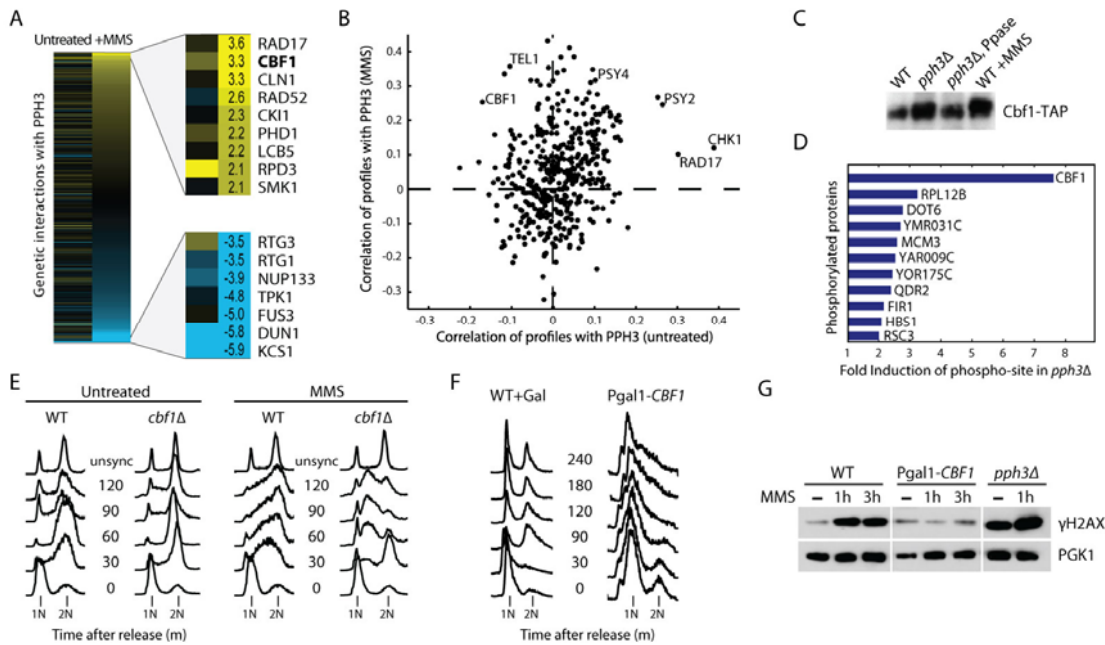 A
Untreated +MMS
Genetic interactions with PPH3
3.6 RAD17
3.3 CBF1
3.3 CLN1
2.6 RAD52
2.3 CKI1
2.2 PHD1
2.2 LCB5
2.1 RPD3
2.1 SMK1
-3.5 RTG3
-3.5 RTG1
-3.9 NUP133
-4.8 TPK1
-5.0 FUS3
-5.8 DUN1
-5.9 KCS1
B
Correlation of profiles with PPH3 (MMS)
0.4
0.3
0.2
0.1
0
-0.1
-0.2
-0.3
TEL1
PSY4
CBF1
PSY2
CHK1
RAD17
-0.3 -0.2 -0.1 0 0.1 0.2 0.3 0.4
Correlation of profiles with PPH3 (untreated)
C
WT
pph3Δ
pph3Δ, Ppase
WT +MMS
Cbf1-TAP
D
Phosphorylated proteins
CBF1
RPL12B
DOT6
YMR031C
MCM3
YAR009C
YOR175C
QDR2
FIR1
HBS1
RSC3
1 2 3 4 5 6 7 8
Fold Induction of phospho-site in pph3Δ
E
Untreated MMS
WT cbf1Δ WT cbf1Δ
unsync unsync
120 120
90 90
60 60
30 30
0 0
1N 2N 1N 2N 1N 2N 1N 2N
Time after release (m) Time after release (m)
F
WT+Gal Pgal1-CBF1
240
180
120
90
60
30
0
1N 2N 1N 2N
Time after release (m)
G
WT Pgal1-CBF1 pph3Δ
MMS – 1h 3h – 1h 3h – 1h
γH2AX
PGK1